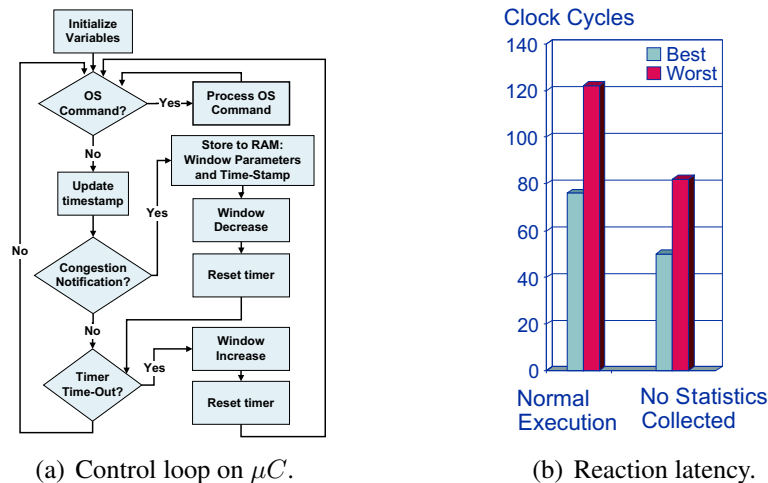 Initialize
Variables
OS
Command?
Yes
Process OS
Command
No
Update
timestamp
Store to RAM:
Window Parameters
and Time-Stamp
Yes
Window
Decrease
No
Congestion
Notification?
Reset timer
No
Timer
Time-Out?
Yes
Window
Increase
Reset timer
(a) Control loop on μC.
Clock Cycles
140
120
100
80
60
40
20
0
Best
Worst
Normal
Execution
No Statistics
Collected
(b) Reaction latency.